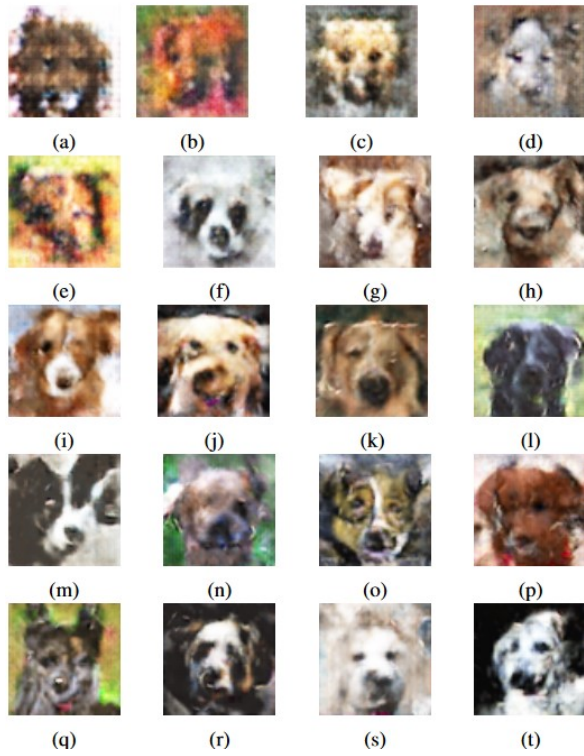 (a) (b) (c) (d)
(e) (f) (g) (h)
(i) (j) (k) (l)
(m) (n) (o) (p)
(q) (r) (s) (t)